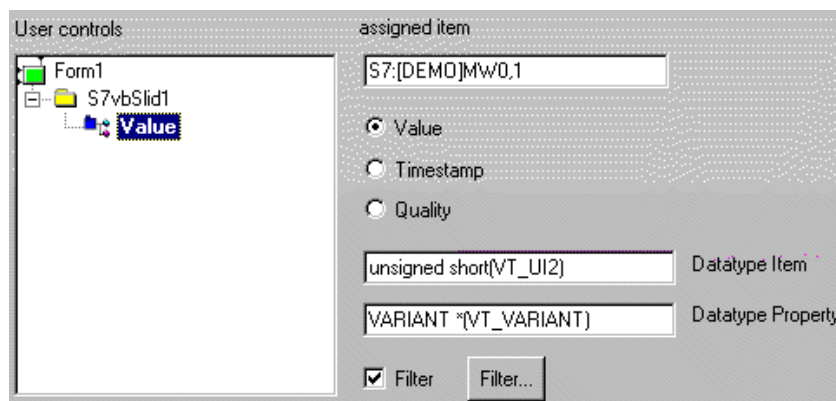 User controls
Form1
S7vbSlid1
Value
assigned item
S7:[DEMO]MW0,1
Value
Timestamp
Quality
unsigned short(VT_UI2) Datatype Item
VARIANT *(VT_VARIANT) Datatype Property
Filter Filter...